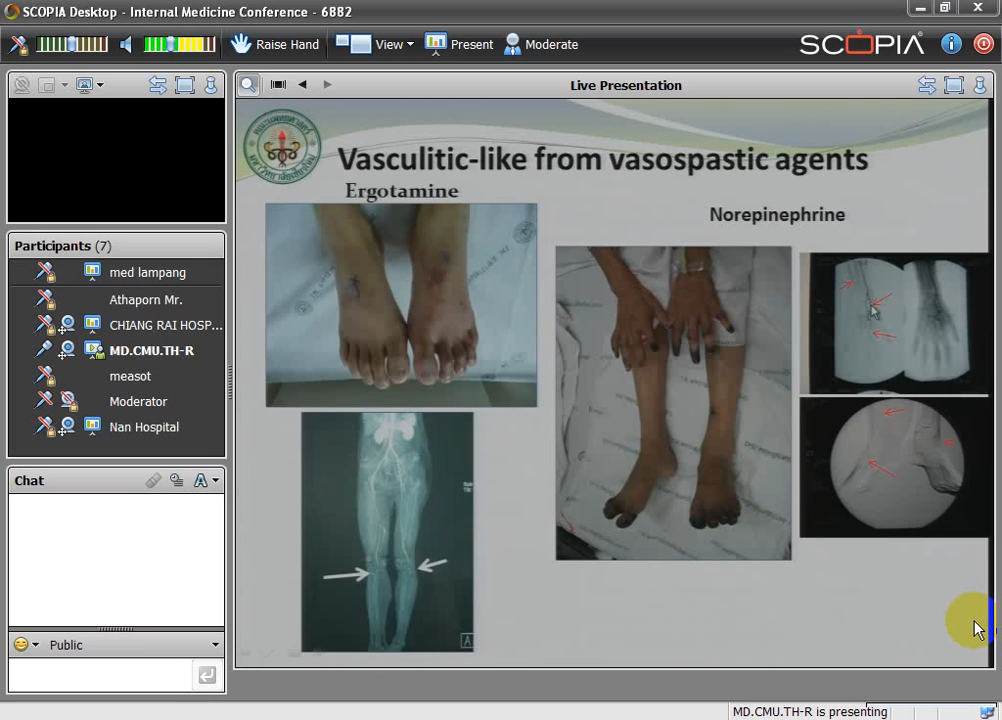 SCOPIA Desktop - Internal Medicine Conference - 6882
Raise Hand
View
Present
Moderate
SCOPIA
Live Presentation
Vasculitic-like from vasospastic agents
Ergotamine
Norepinephrine
Participants (7)
med lampang
Athaporn Mr.
CHIANG RAI HOSP...
MD.CMU.TH-R
measot
Moderator
Nan Hospital
Chat
A
Public
A
MD.CMU.TH-R is presenting